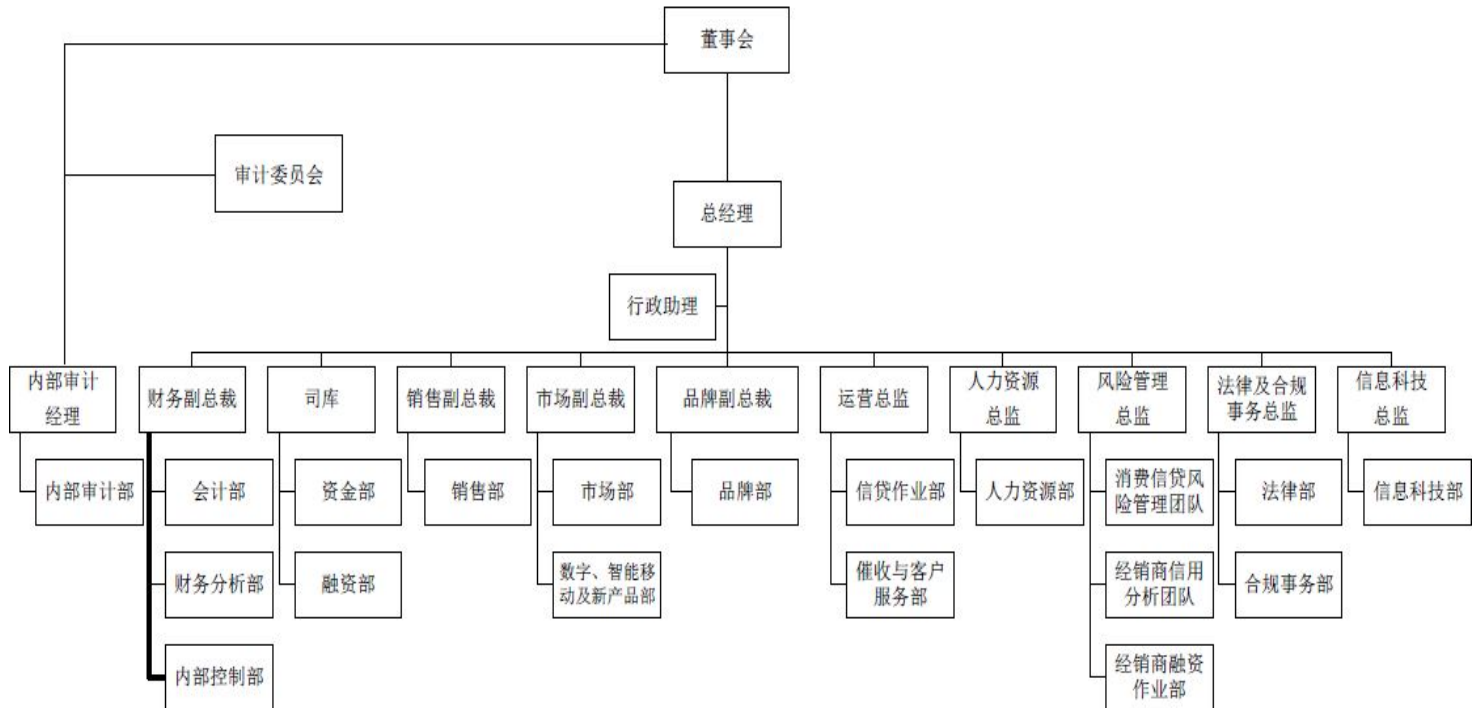 董事会
审计委员会
总经理
行政助理
内部审计
经理
财务副总裁
司库
销售副总裁
市场副总裁
品牌副总裁
运营总监
人力资源
总监
风险管理
总监
法律及合规
事务总监
信息科技
总监
内部审计部
会计部
资金部
销售部
市场部
品牌部
信贷作业部
人力资源部
消费信贷风
险管理团队
法律部
信息科技部
财务分析部
融资部
数字、智能移
动及新产品部
催收与客户
服务部
经销商信用
分析团队
合规事务部
内部控制部
经销商融资
作业部